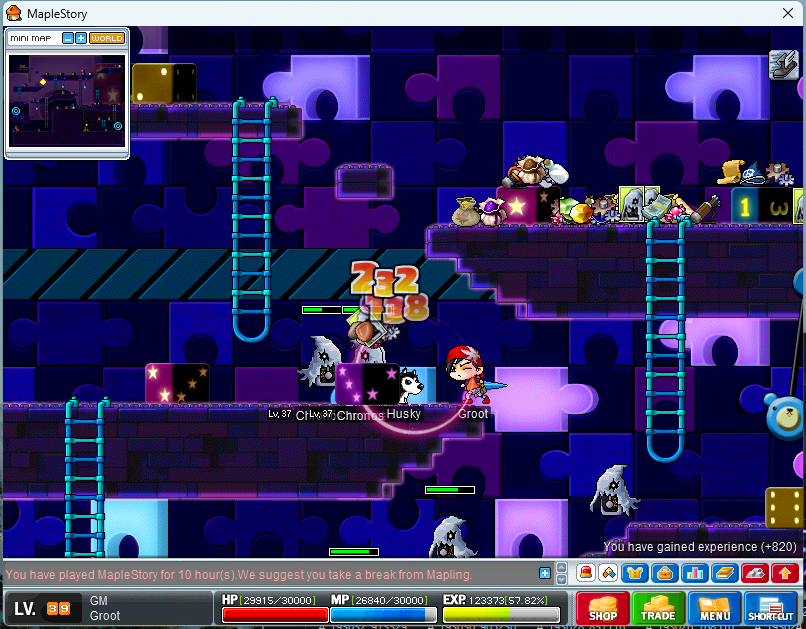 MapleStory
MINI MAP
WORLD
1
3
232
118
Lv. 37
Lv. 37
Chronos
Husky
Groot
You have gained experience (+820)
You have played MapleStory for 10 hour(s).We suggest you take a break from Mapling.
LV. 39
GM
Groot
HP[29915/30000]
MP[26840/30000]
EXP 123373[57.82%]
SHOP
TRADE
MENU
SHORTCUT